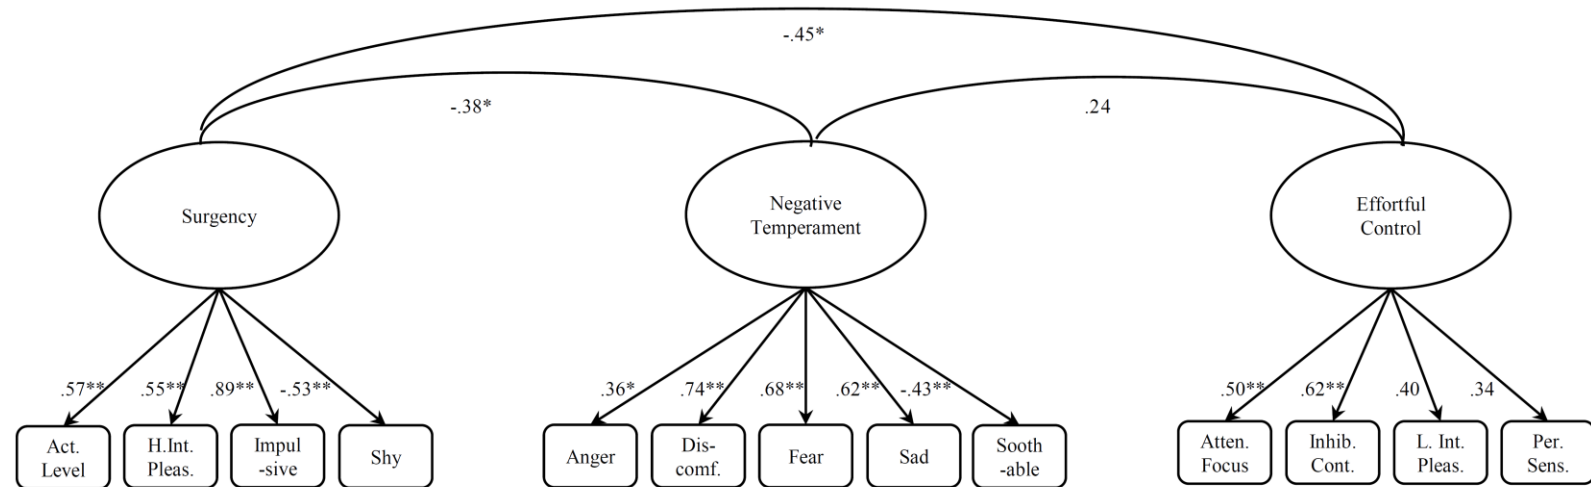 -.45*
-.38*
.24
Surgency
Negative
Temperament
Effortful
Control
.57**
.55**
.89**
-.53**
.36*
.74**
.68**
.62**
-.43**
.50**
.62**
.40
.34
Act.
Level
H.Int.
Pleas.
Impul
-sive
Shy
Anger
Dis-
comf.
Fear
Sad
Sooth
-able
Atten.
Focus
Inhib.
Cont.
L. Int.
Pleas.
Per.
Sens.